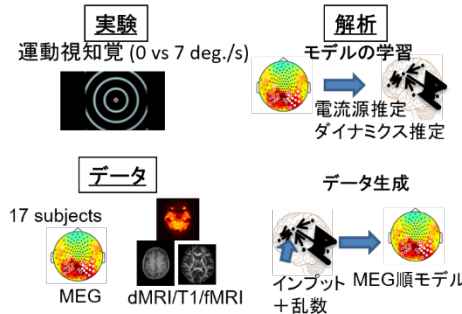 実験
運動視知覚 (0 vs 7 deg./s)
データ
17 subjects
MEG
dMRI/T1/fMRI
解析
モデルの学習
電流源推定
ダイナミクス推定
データ生成
インプット
＋乱数
MEG順モデル